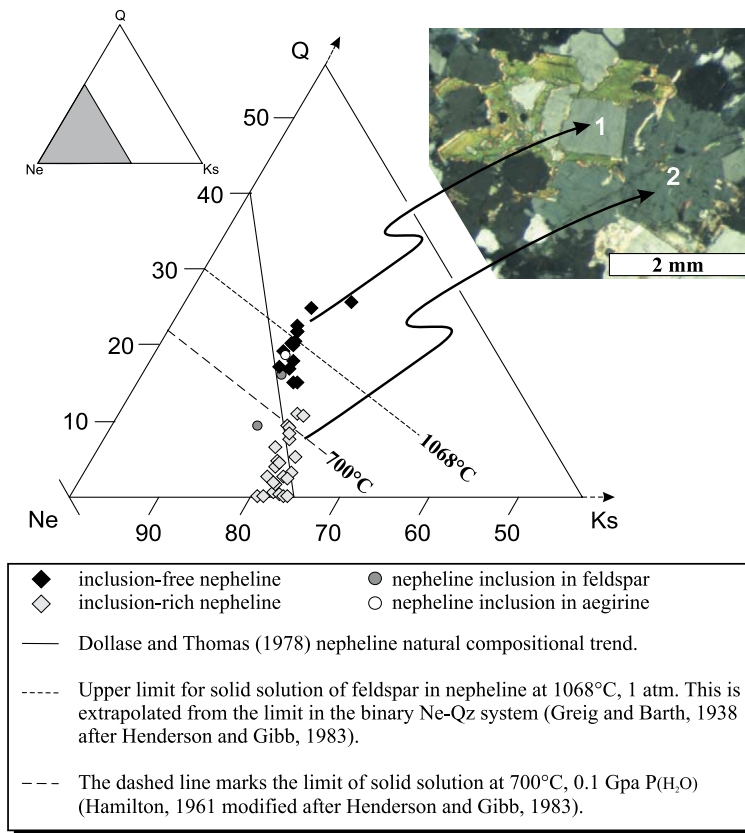 Q
Ne
Ks
Q
50
40
30
20
10
1
2
2 mm
1068°C
700°C
Ne
Ks
90
80
70
60
50
inclusion-free nepheline
nepheline inclusion in feldspar
inclusion-rich nepheline
nepheline inclusion in aegirine
Dollase and Thomas (1978) nepheline natural compositional trend.
Upper limit for solid solution of feldspar in nepheline at 1068°C, 1 atm. This is
extrapolated from the limit in the binary Ne-Qz system (Greig and Barth, 1938
after Henderson and Gibb, 1983).
The dashed line marks the limit of solid solution at 700°C, 0.1 Gpa P(H₂O)
(Hamilton, 1961 modified after Henderson and Gibb, 1983).